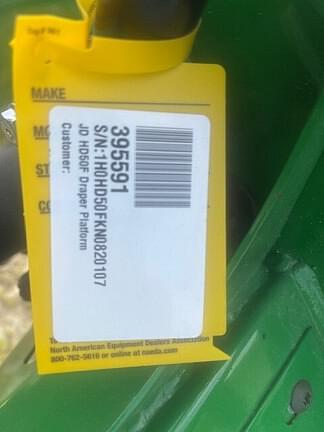 MAKE
395591
S/N:1H0HD50FKN0820107
JD HD50F Draper Platform
Customer:
North American Equipment Dealers Association
800-762-5616 or online at naeda.com